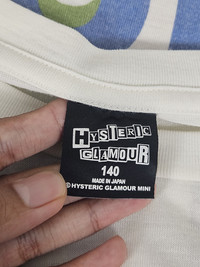 HYSTERIC
GLAMOUR
140
MADE IN JAPAN
©HYSTERIC GLAMOUR MINI